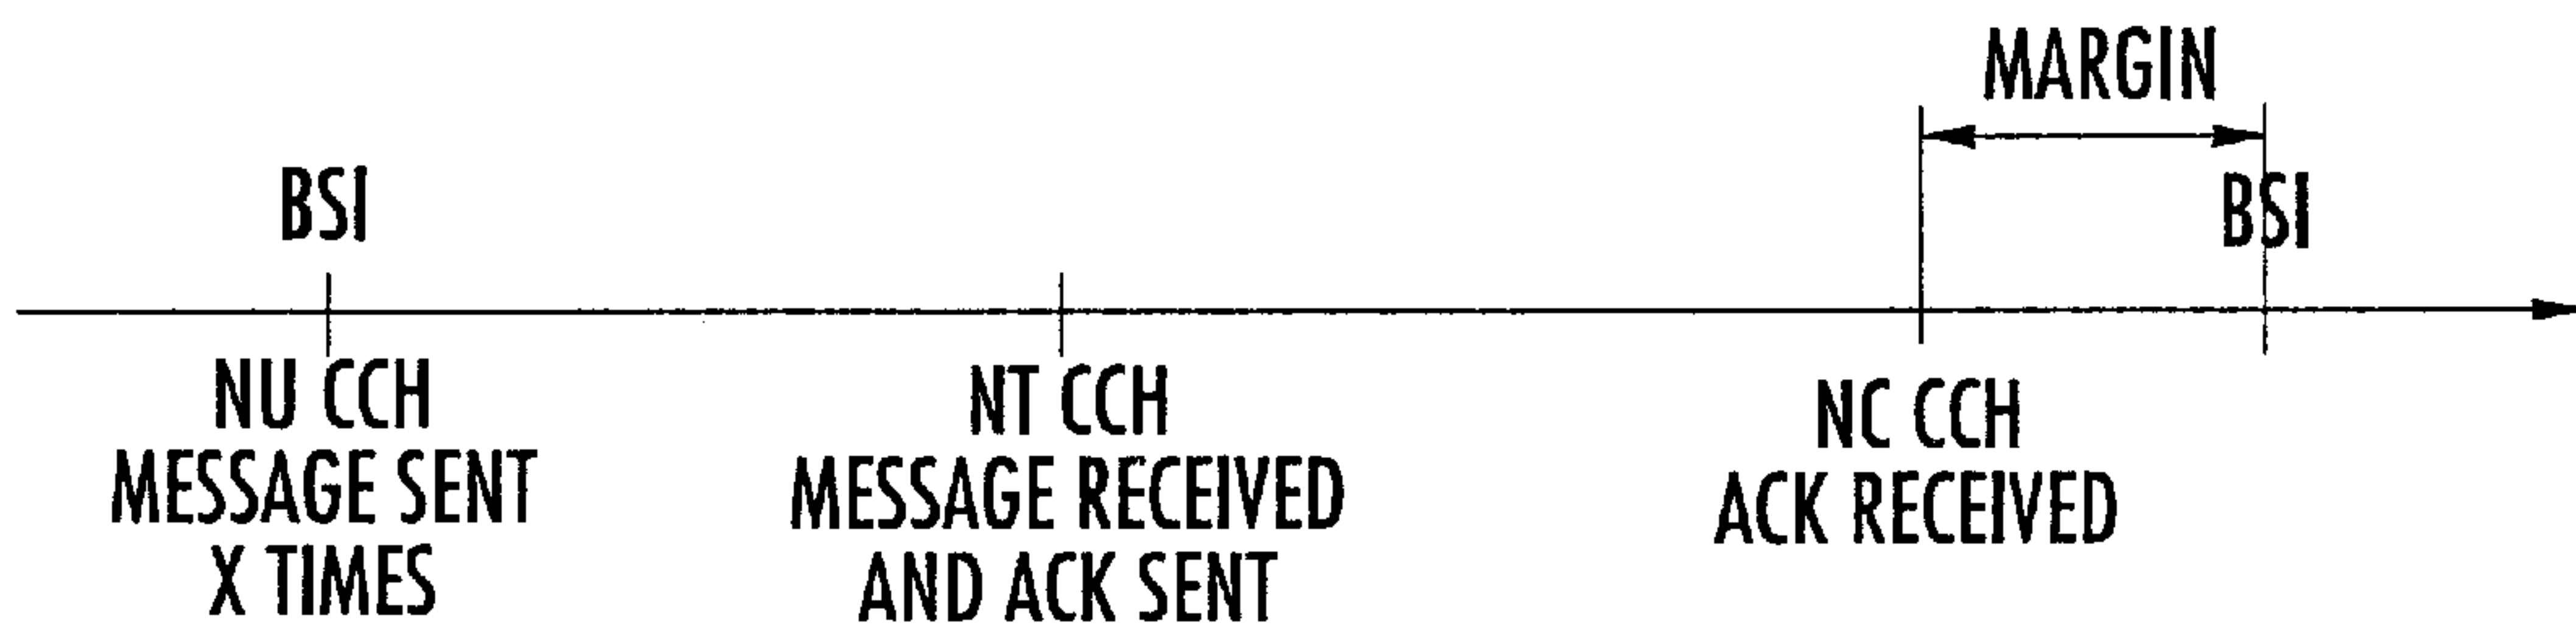 MARGIN
BSI
BSI
NU CCH
MESSAGE SENT
X TIMES
NT CCH
MESSAGE RECEIVED
AND ACK SENT
NC CCH
ACK RECEIVED